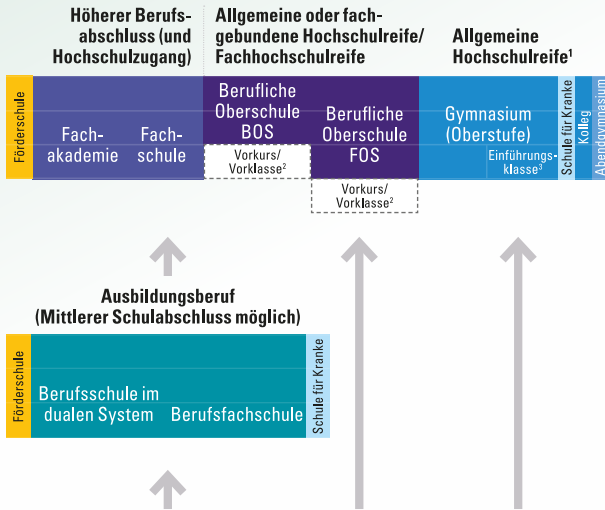 Höherer Berufs-
abschluss (und
Hochschulzugang)
Allgemeine oder fach-
gebundene Hochschulreife/
Fachhochschulreife
Allgemeine
Hochschulreife¹
Förderschule
Fach-
akademie
Fach-
schule
Berufliche
Oberschule
BOS
Vorkurs/
Vorklasse²
Berufliche
Oberschule
FOS
Vorkurs/
Vorklasse²
Gymnasium
(Oberstufe)
Einführungs-
klasse³
Schule für Kranke
Kolleg
Abendgymnasium
Ausbildungsberuf
(Mittlerer Schulabschluss möglich)
Förderschule
Berufsschule im
dualen System
Berufsfachschule
Schule für Kranke